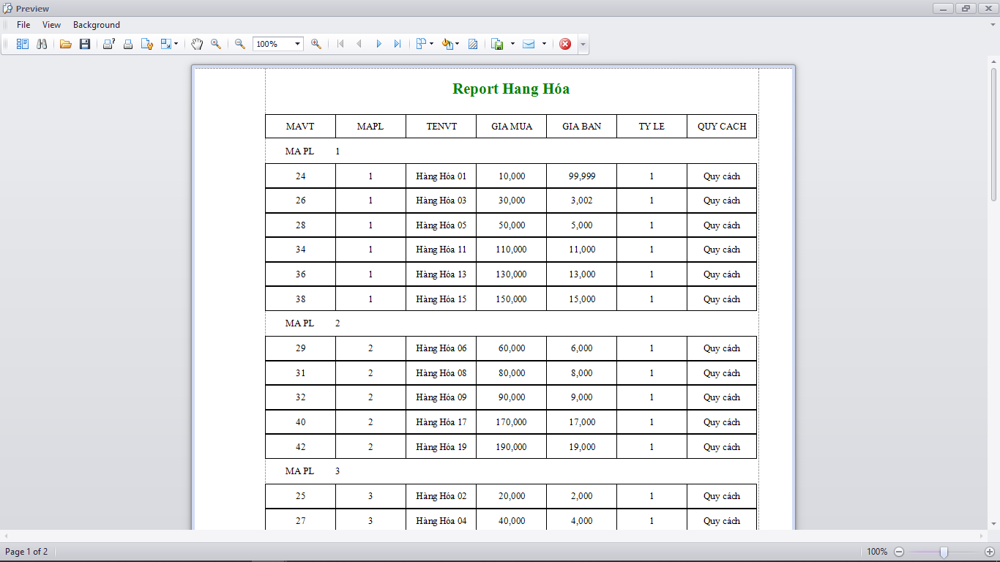 Preview
File View Background
100%
Report Hang Hóa
MAVT MAPL TENVT GIA MUA GIA BAN TY LE QUY CACH
MA PL 1
24 1 Hàng Hóa 01 10,000 99,999 1 Quy cách
26 1 Hàng Hóa 03 30,000 3,002 1 Quy cách
28 1 Hàng Hóa 05 50,000 5,000 1 Quy cách
34 1 Hàng Hóa 11 110,000 11,000 1 Quy cách
36 1 Hàng Hóa 13 130,000 13,000 1 Quy cách
38 1 Hàng Hóa 15 150,000 15,000 1 Quy cách
MA PL 2
29 2 Hàng Hóa 06 60,000 6,000 1 Quy cách
31 2 Hàng Hóa 08 80,000 8,000 1 Quy cách
32 2 Hàng Hóa 09 90,000 9,000 1 Quy cách
40 2 Hàng Hóa 17 170,000 17,000 1 Quy cách
42 2 Hàng Hóa 19 190,000 19,000 1 Quy cách
MA PL 3
25 3 Hàng Hóa 02 20,000 2,000 1 Quy cách
27 3 Hàng Hóa 04 40,000 4,000 1 Quy cách
Page 1 of 2 100%